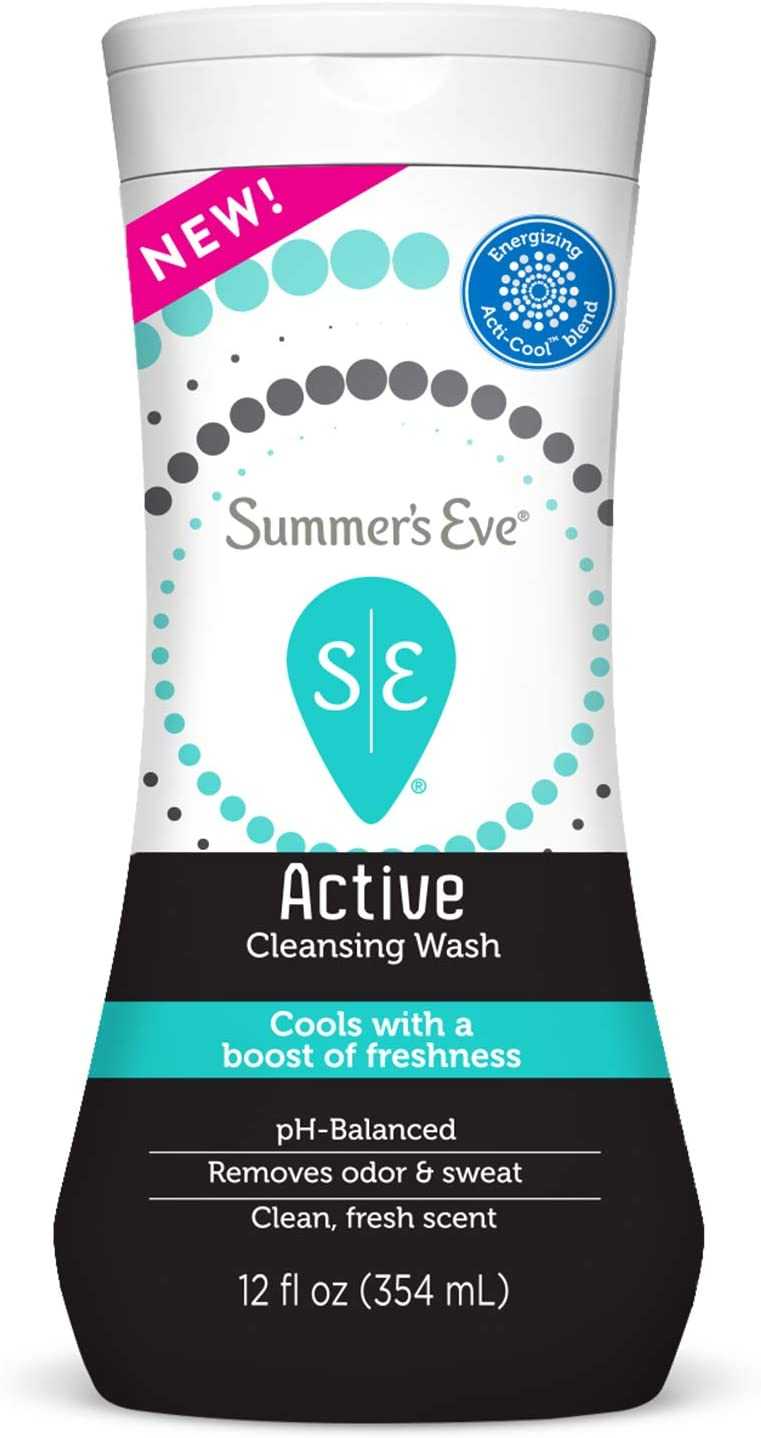 NEW!
Energizing
Acti-Cool™ blend
Summer's Eve®
S|E
®
Active
Cleansing Wash
Cools with a
boost of freshness
pH-Balanced
Removes odor & sweat
Clean, fresh scent
12 fl oz (354 mL)